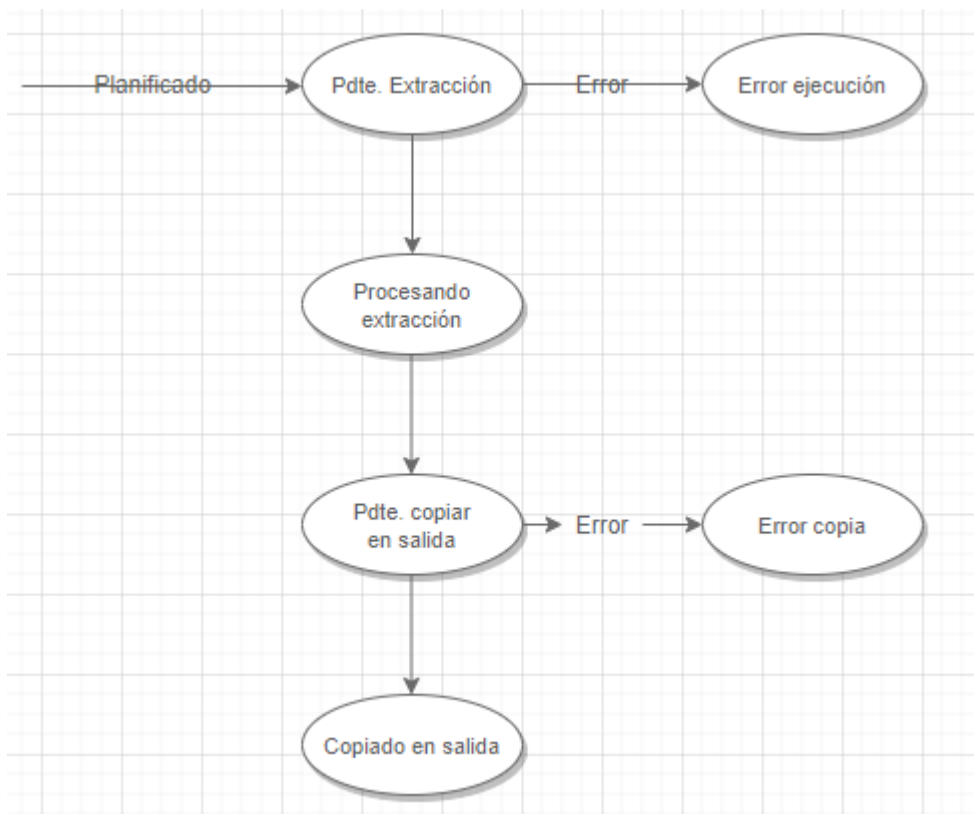 Planificado
Pdte. Extracción
Error
Error ejecución
Procesando
extracción
Pdte. copiar
en salida
Error
Error copia
Copiado en salida